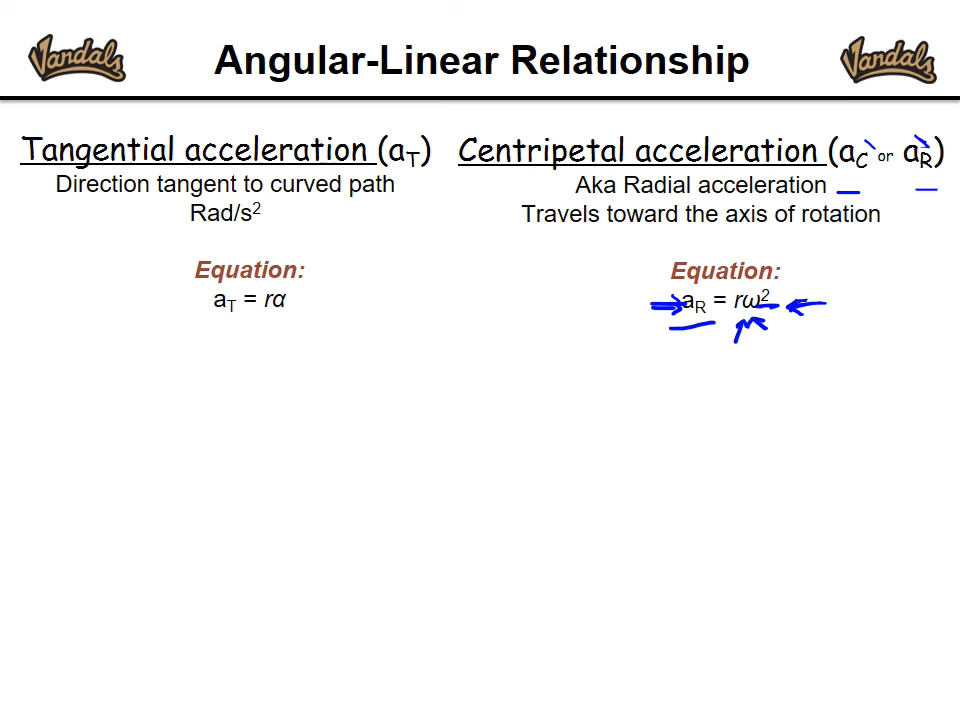 Vandals
Angular-Linear Relationship
Vandals
Tangential acceleration (aT)
Direction tangent to curved path
Rad/s²
Equation:
aT = rα
Centripetal acceleration (aC or aR)
Aka Radial acceleration
Travels toward the axis of rotation
Equation:
aR = rω²